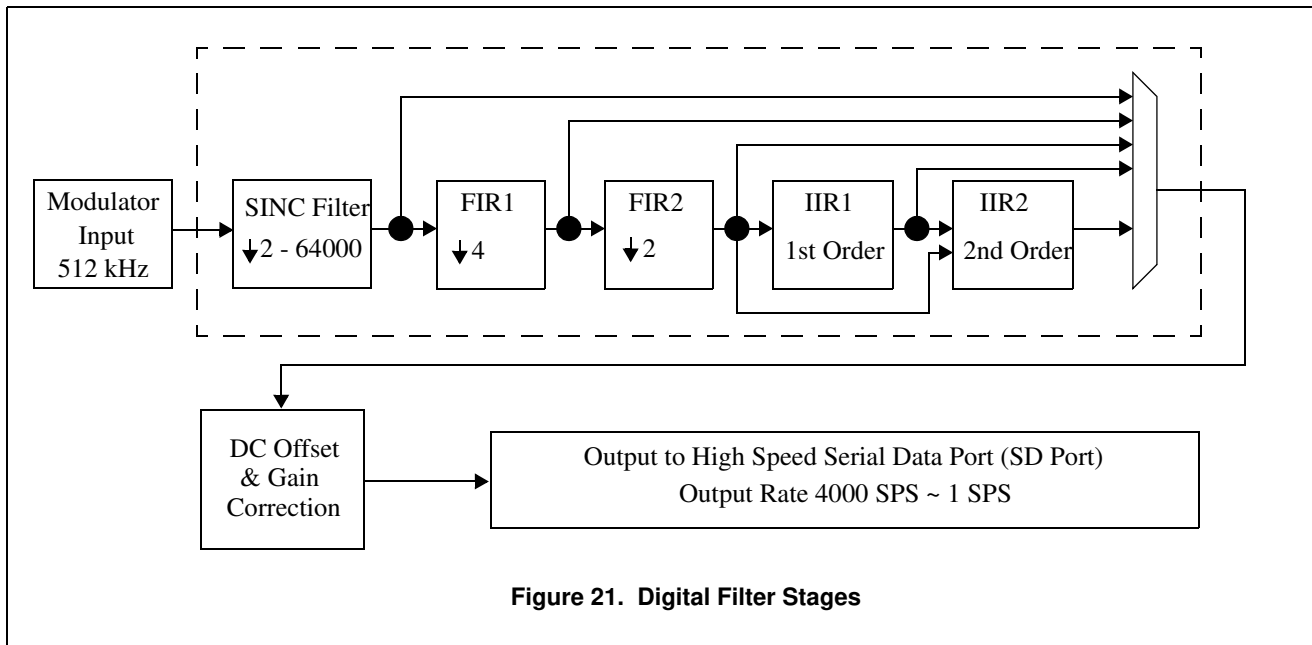 Modulator
Input
512 kHz
SINC Filter
↓2 - 64000
FIR1
↓4
FIR2
↓2
IIR1
1st Order
IIR2
2nd Order
DC Offset
& Gain
Correction
Output to High Speed Serial Data Port (SD Port)
Output Rate 4000 SPS ~ 1 SPS
Figure 21. Digital Filter Stages